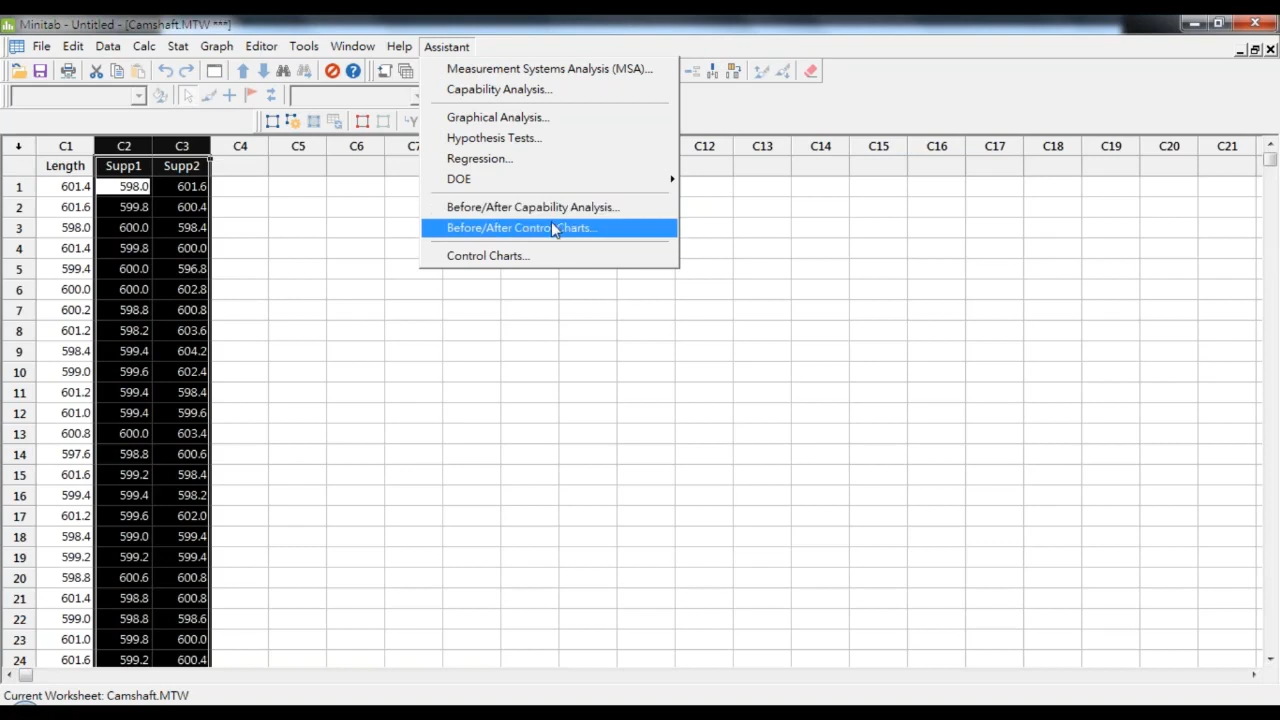 Minitab - Untitled - [Camshaft.MTW ***]
File Edit Data Calc Stat Graph Editor Tools Window Help Assistant
Measurement Systems Analysis (MSA)...
Capability Analysis...
Graphical Analysis...
Hypothesis Tests...
Regression...
DOE
Before/After Capability Analysis...
Before/After Control Charts...
Control Charts...
C1 C2 C3 C4 C5 C6 C7 C12 C13 C14 C15 C16 C17 C18 C19 C20 C21
Length Supp1 Supp2
1 601.4 598.0 601.6
2 601.6 599.8 600.4
3 598.0 600.0 598.4
4 601.4 599.8 600.0
5 599.4 600.0 596.8
6 600.0 600.0 602.8
7 600.2 598.8 600.8
8 601.2 598.2 603.6
9 598.4 599.4 604.2
10 599.0 599.6 602.4
11 601.2 599.4 598.4
12 601.0 599.4 599.6
13 600.8 600.0 603.4
14 597.6 598.8 600.6
15 601.6 599.2 598.4
16 599.4 599.4 598.2
17 601.2 599.6 602.0
18 598.4 599.0 599.4
19 599.2 599.2 599.4
20 598.8 600.6 600.8
21 601.4 598.8 600.8
22 599.0 598.8 598.6
23 601.0 599.8 600.0
24 601.6 599.2 600.4
Current Worksheet: Camshaft.MTW